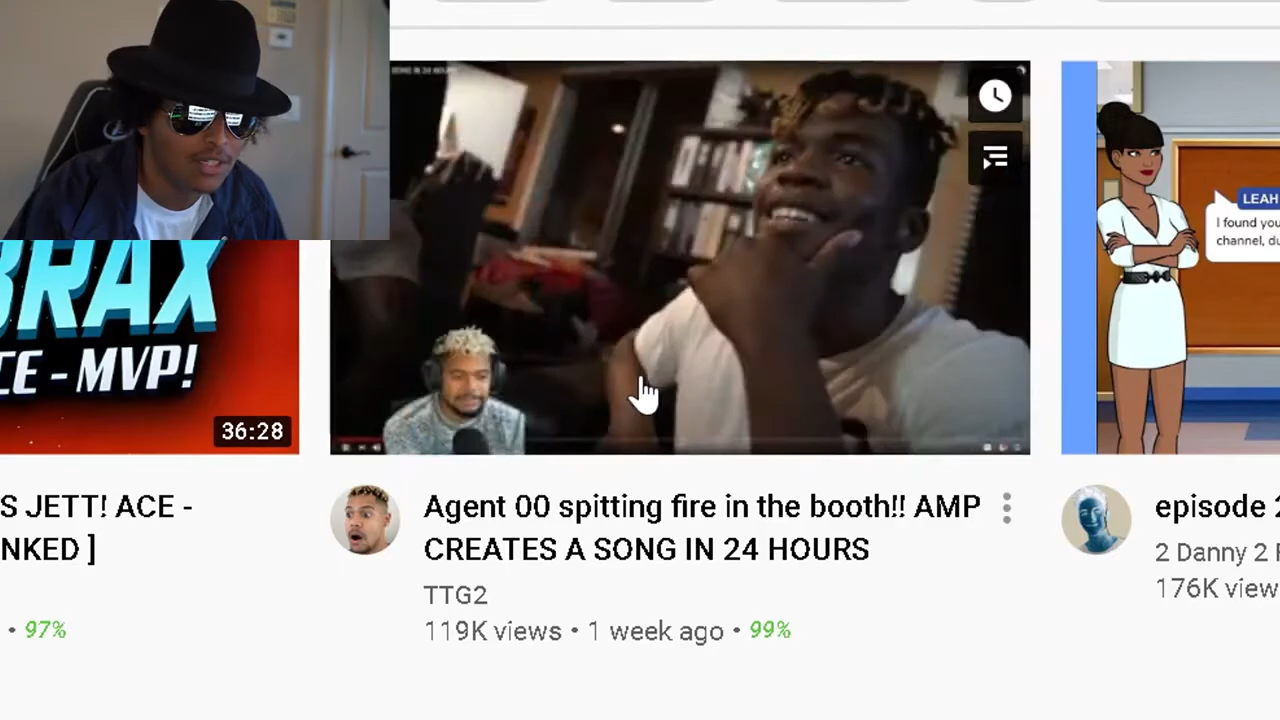 BRAX
CE - MVP!
36:28
S JETT! ACE -
NKED ]
• 97%
Agent 00 spitting fire in the booth!! AMP
CREATES A SONG IN 24 HOURS
TTG2
119K views • 1 week ago • 99%
LEAH
I found you
channel, du
episode 2
2 Danny 2 F
176K view